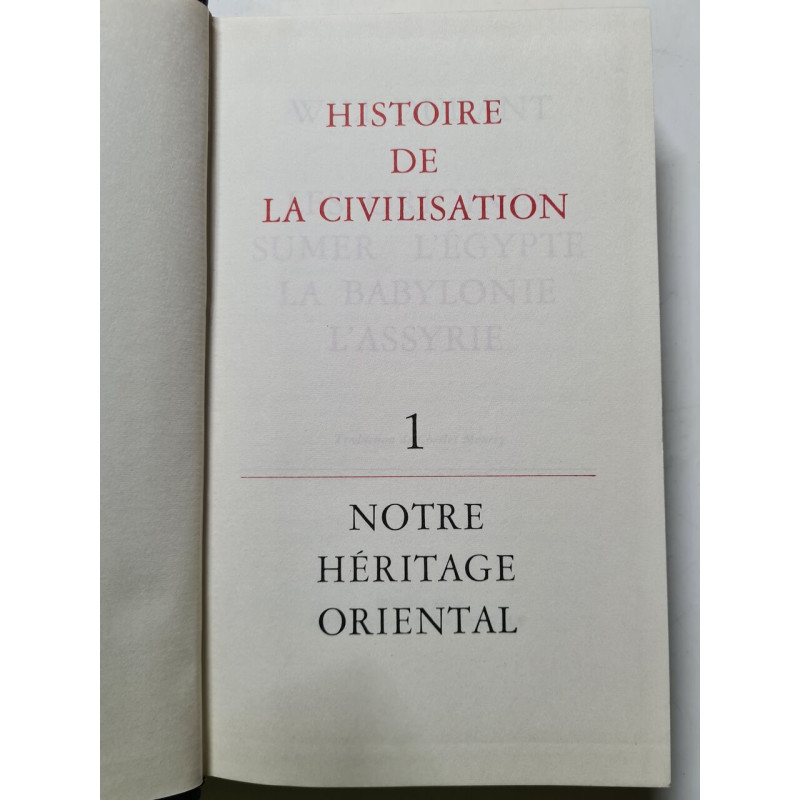 HISTOIRE
DE
LA CIVILISATION
SUMER L'ÉGYPTE
LA BABYLONIE
L'ASSYRIE
1
NOTRE
HÉRITAGE
ORIENTAL